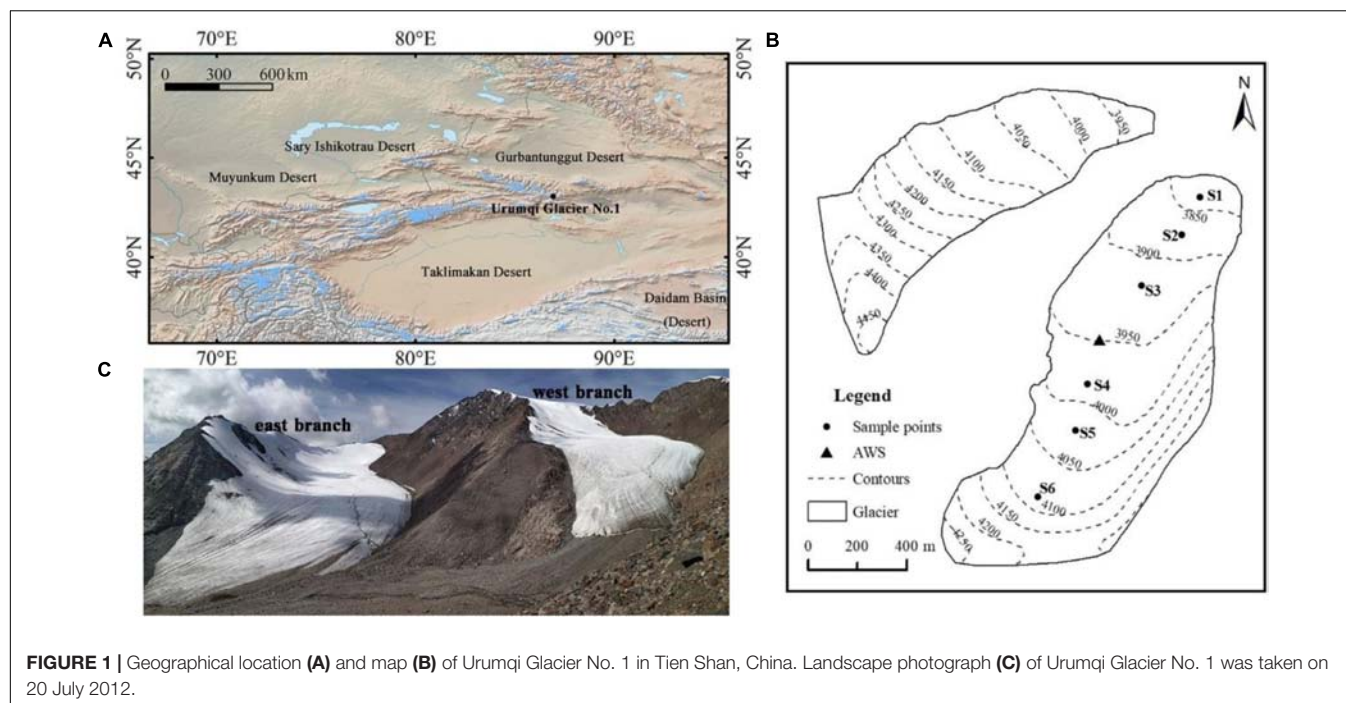 A
70°E
80°E
90°E
50°N
50°N
0 300 600 km
Sary Ishikotrau Desert
Gurbantunggut Desert
45°N
45°N
Muyunkum Desert
Urumqi Glacier No.1
40°N
40°N
Taklimakan Desert
Daidam Basin
(Desert)
70°E
80°E
90°E
B
N
3950
4000
4050
4100
4150
4200
4250
4300
4350
4400
4450
S1
3850
S2
3900
S3
3950
S4
4000
S5
4050
S6
4100
4150
4200
4250
Legend
Sample points
AWS
Contours
Glacier
0 200 400 m
C
west branch
east branch
FIGURE 1 | Geographical location (A) and map (B) of Urumqi Glacier No. 1 in Tien Shan, China. Landscape photograph (C) of Urumqi Glacier No. 1 was taken on
20 July 2012.